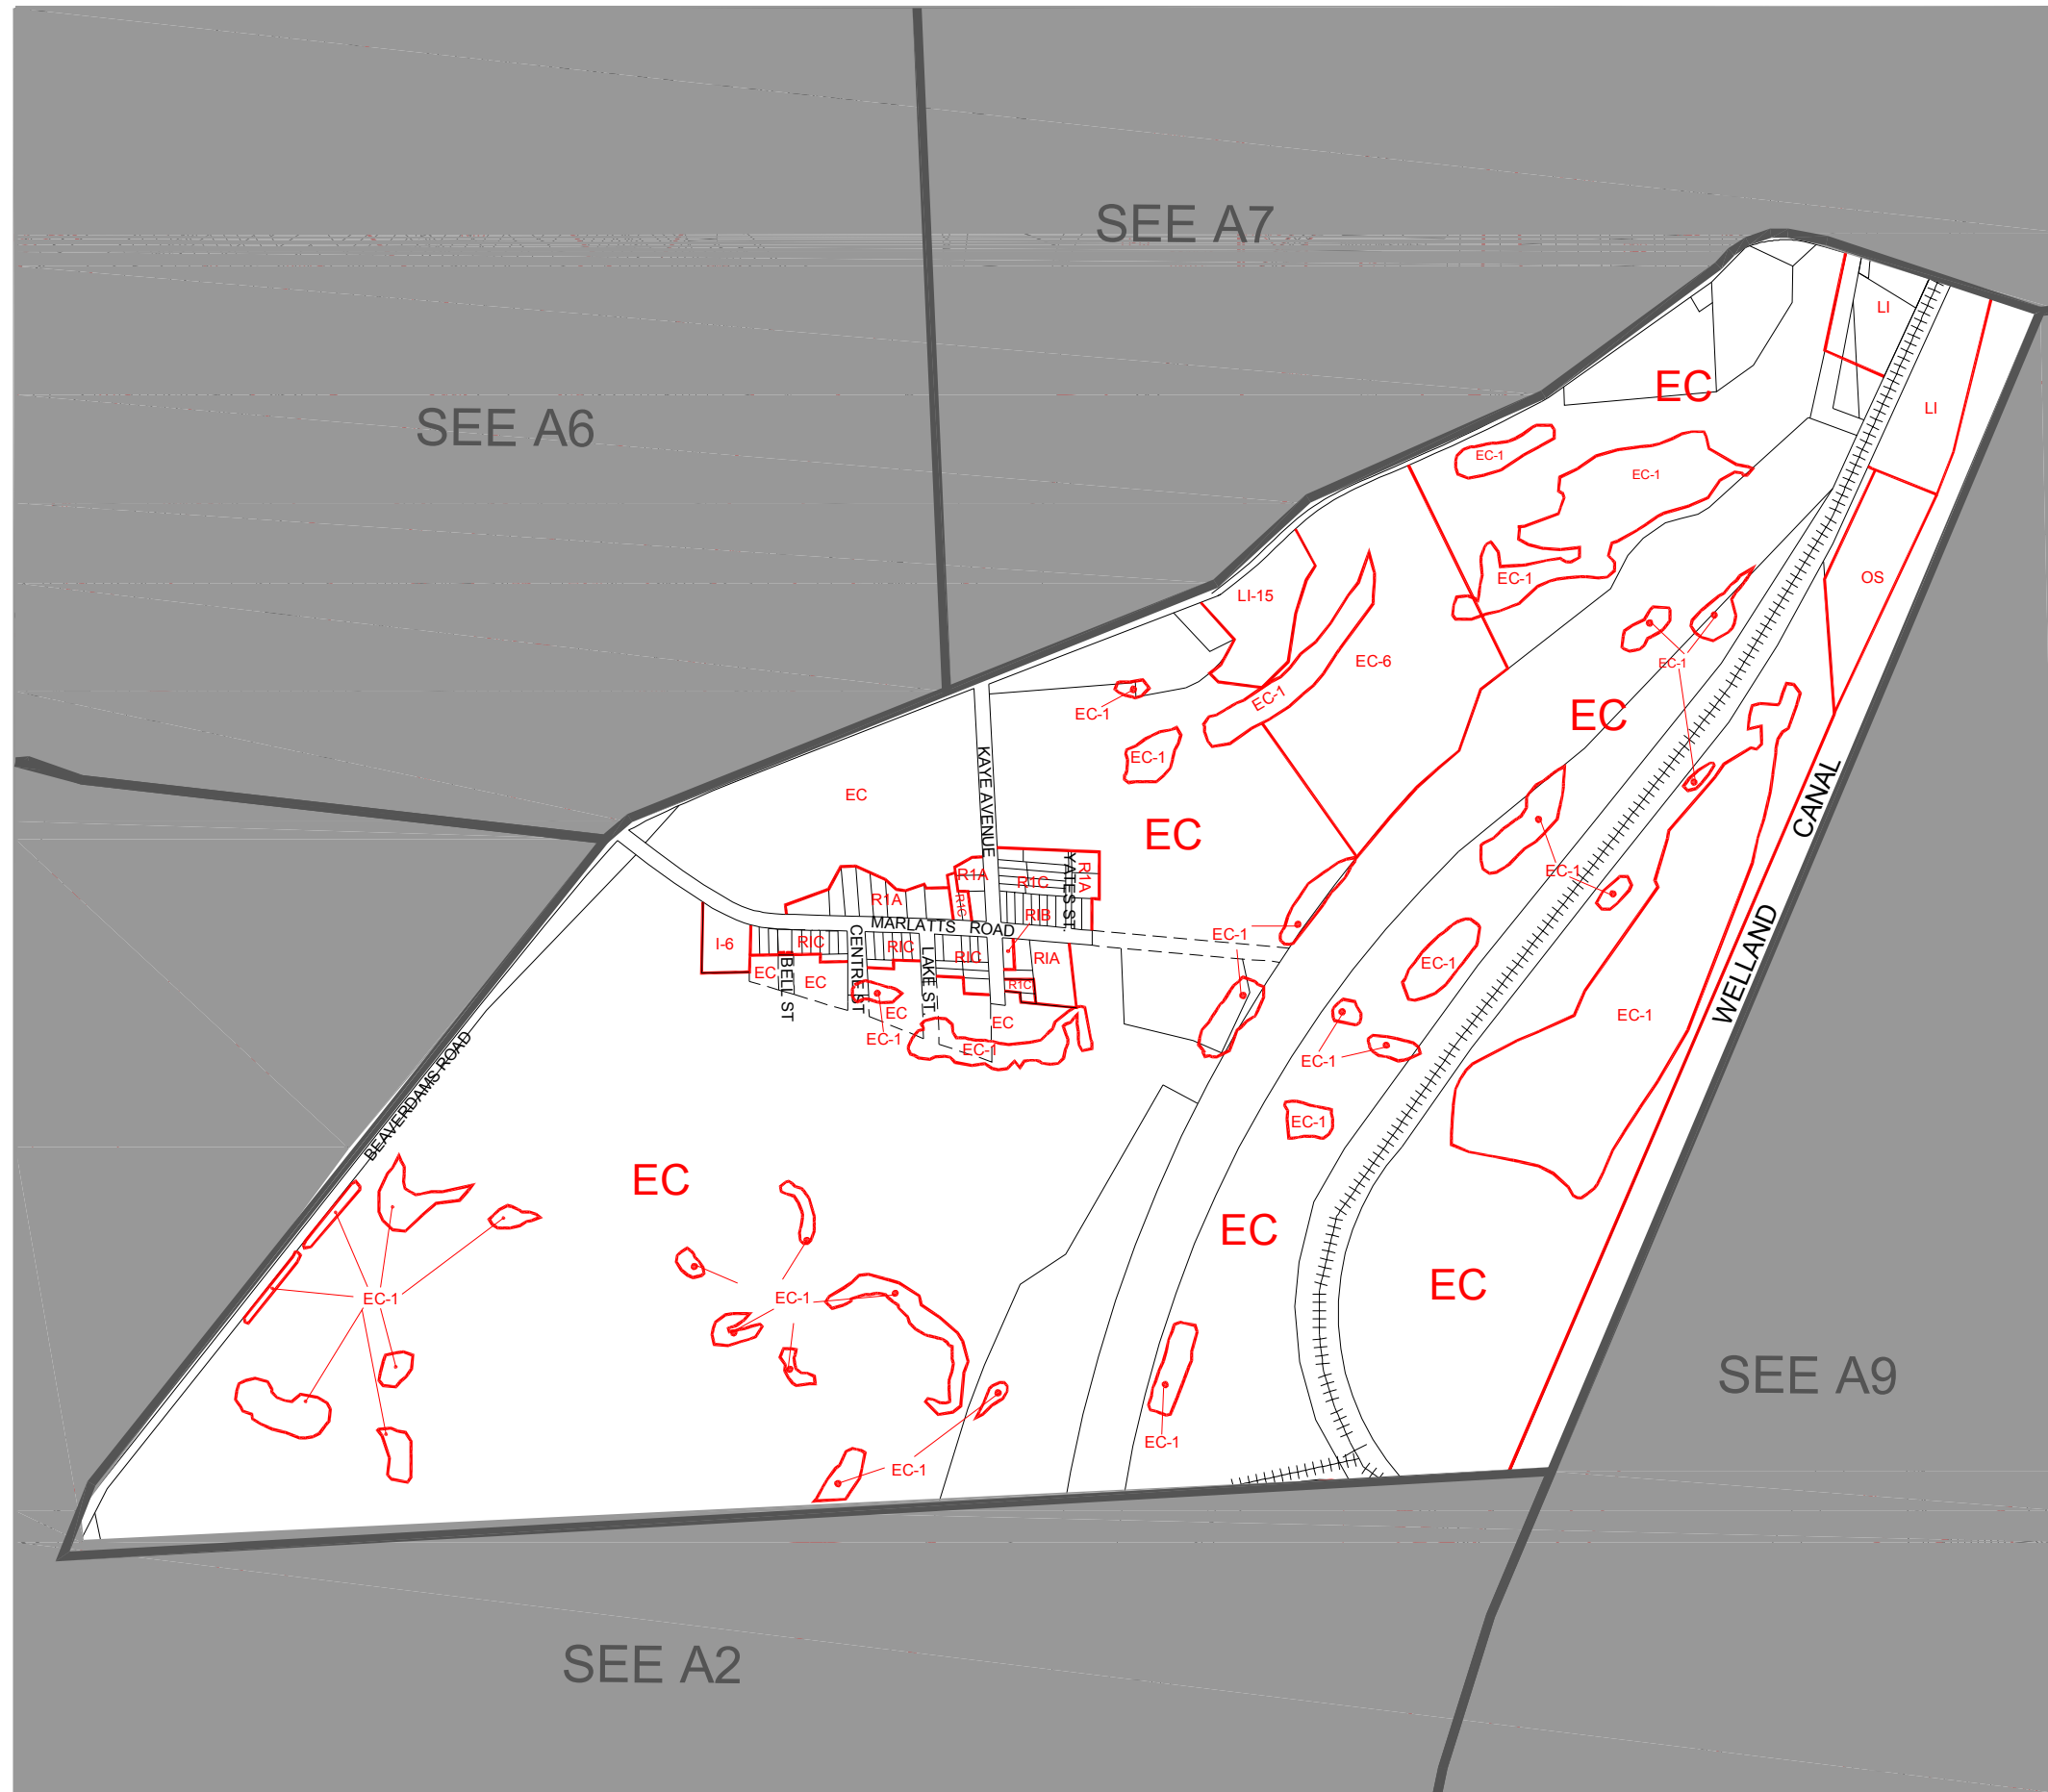 SEE A7
LI
EC
LI
SEE A6
EC-1
EC-1
EC-1
OS
LI-15
EC-6
EC-1
EC-1
EC-1
EC
EC-1
KAYE AVENUE
EC
CANAL
EC
YATES ST.
R1A
R1C
R1A
EC-1
R1A
R1C
RIB
MARLATTS ROAD
WELLAND
EC-1
I-6
RIC
CENTRE ST
RIC
LAKE ST.
RIC
RIA
EC-1
EC
BELL ST
EC
R1C
EC
EC
EC-1
EC-1
EC-1
EC-1
BEAVERDAMS ROAD
EC-1
EC
EC
EC
EC-1
EC-1
SEE A9
EC-1
EC-1
SEE A2